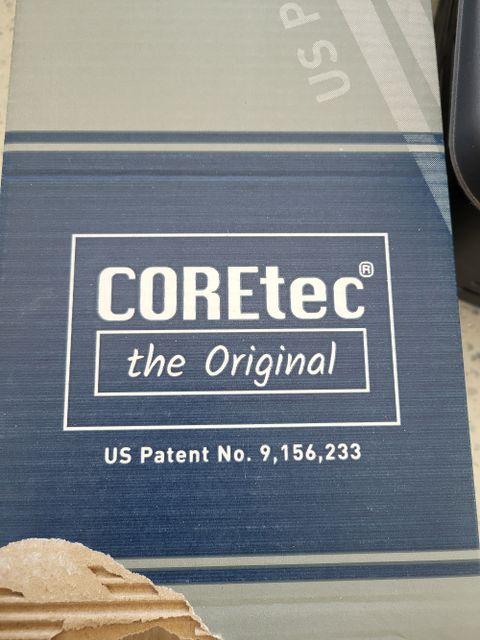 US P
COREtec®
the Original
US Patent No. 9,156,233